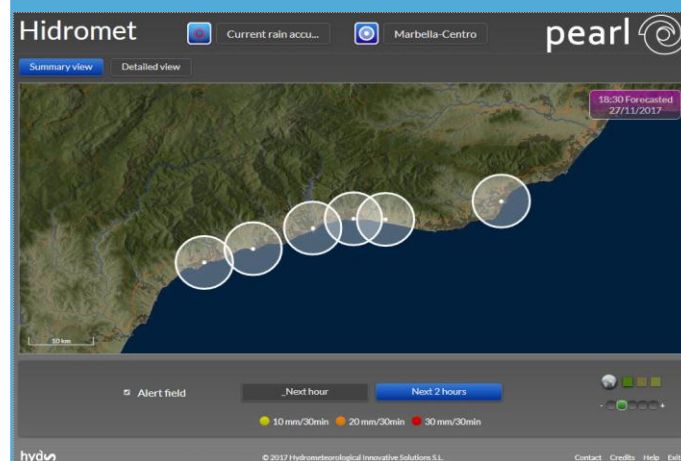 Hidromet
Current rain accu...
Marbella-Centro
pearl
Summary view
Detailed view
18:30 Forecasted
27/11/2017
10 km
Alert field
_Next hour
Next 2 hours
10 mm/30min
20 mm/30min
30 mm/30min
- +
hyds
© 2017 Hydrometeorological Innovative Solutions S.L.
Contact Credits Help Exit